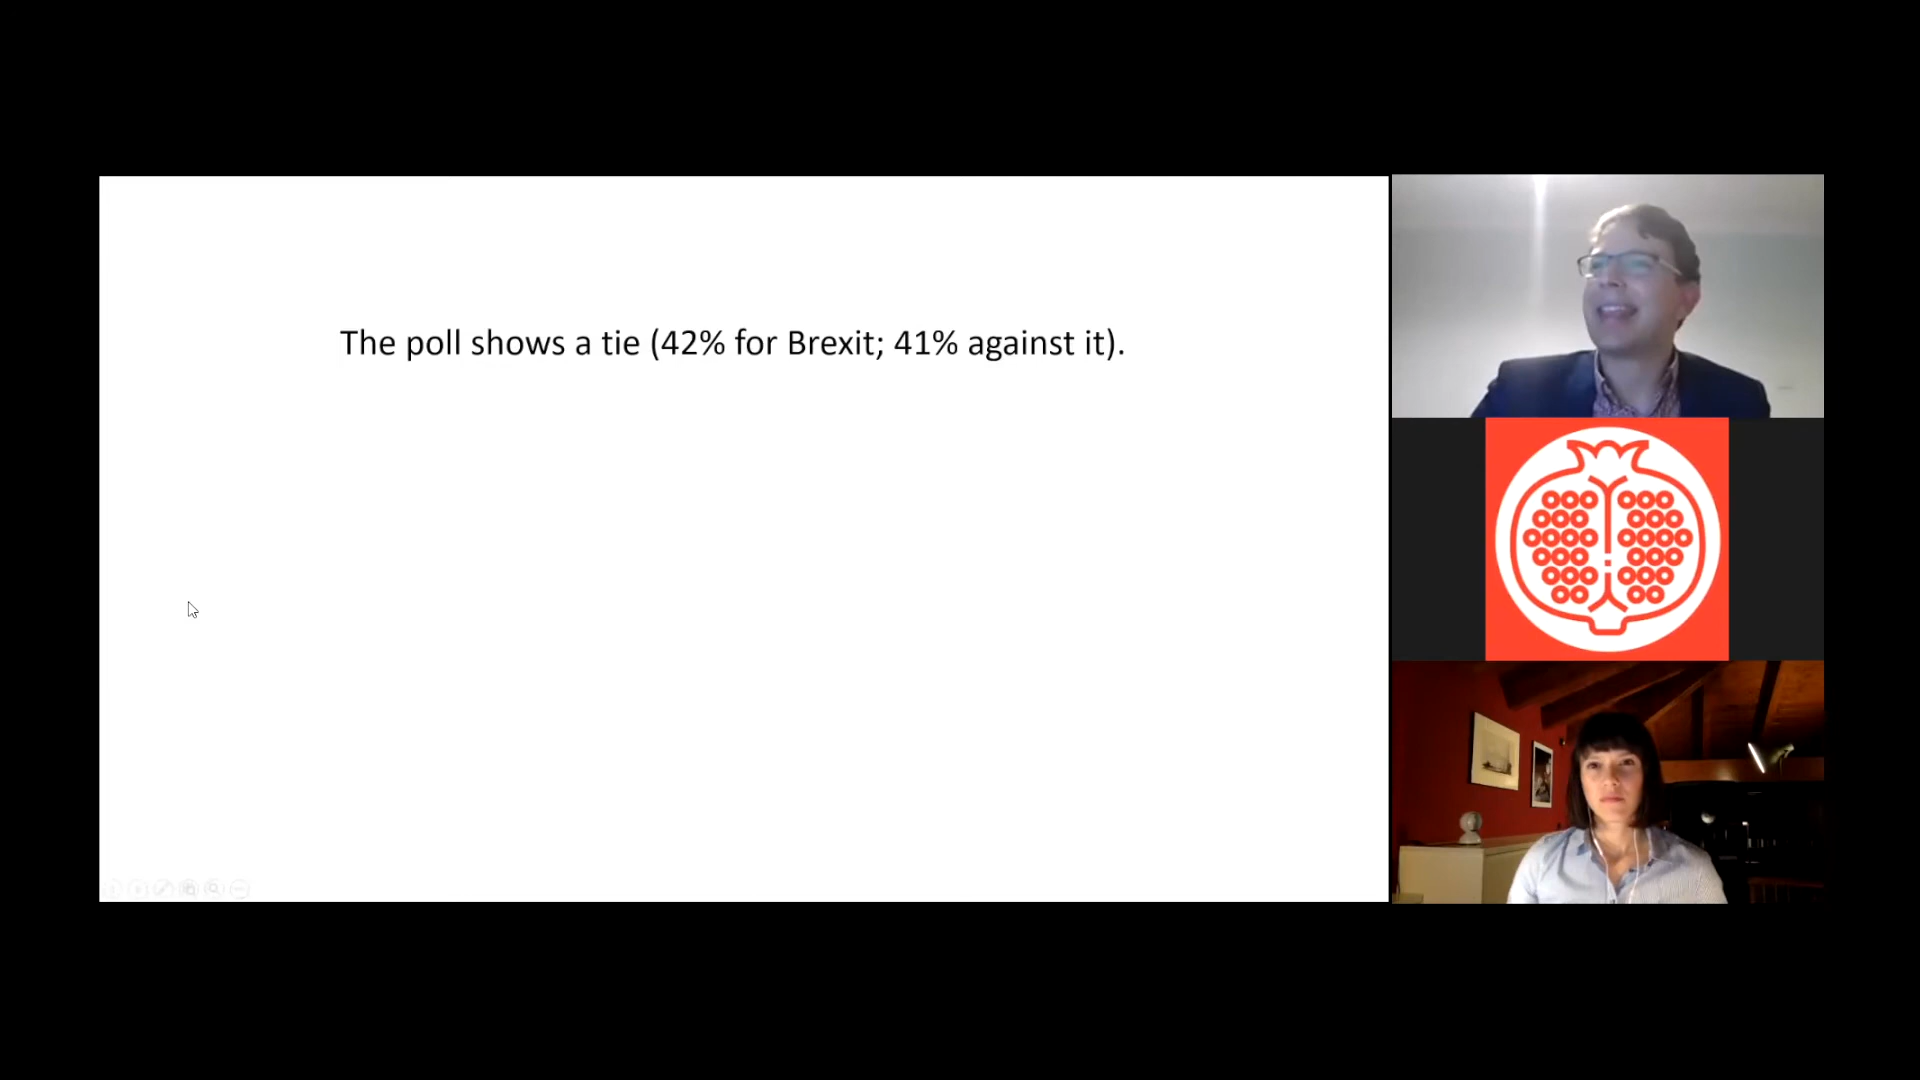 The poll shows a tie (42% for Brexit; 41% against it).